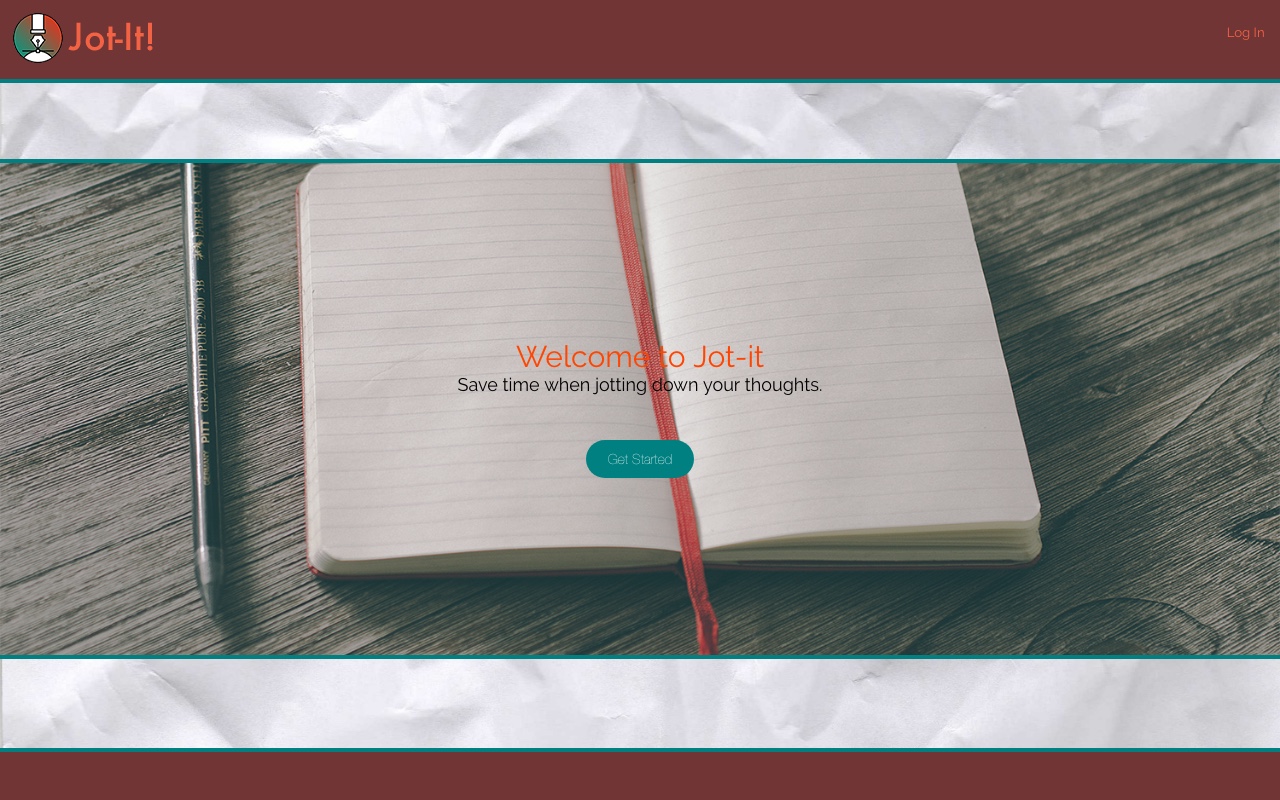 Jot-It!
Log In
Welcome to Jot-it
Save time when jotting down your thoughts.
Get Started
FABER CASTELL
PITT GRAPHITE PURE 2900 3B
GERMANY